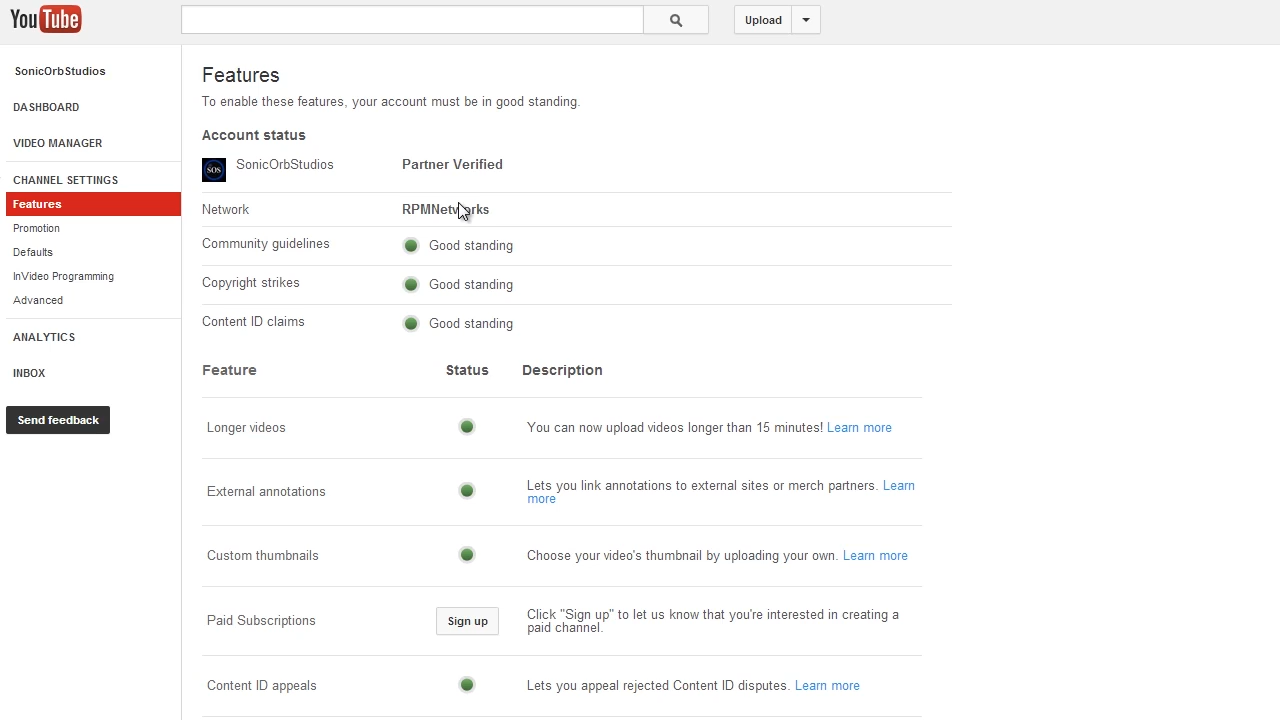 YouTube
Upload
SonicOrbStudios
DASHBOARD
VIDEO MANAGER
CHANNEL SETTINGS
Features
Promotion
Defaults
InVideo Programming
Advanced
ANALYTICS
INBOX
Send feedback
Features
To enable these features, your account must be in good standing.
Account status
SOS
SonicOrbStudios Partner Verified
Network RPMNetworks
Community guidelines Good standing
Copyright strikes Good standing
Content ID claims Good standing
Feature Status Description
Longer videos You can now upload videos longer than 15 minutes! Learn more
External annotations Lets you link annotations to external sites or merch partners. Learn
more
Custom thumbnails Choose your video's thumbnail by uploading your own. Learn more
Paid Subscriptions Sign up Click "Sign up" to let us know that you're interested in creating a
paid channel.
Content ID appeals Lets you appeal rejected Content ID disputes. Learn more